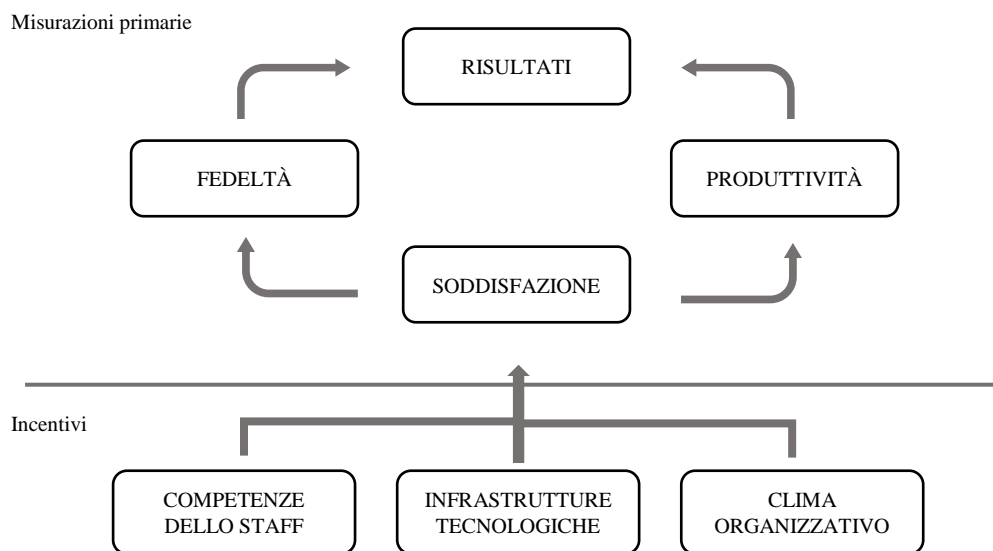 Misurazioni primarie
RISULTATI
FEDELTÀ
PRODUTTIVITÀ
SODDISFAZIONE
Incentivi
COMPETENZE
DELLO STAFF
INFRASTRUTTURE
TECNOLOGICHE
CLIMA
ORGANIZZATIVO